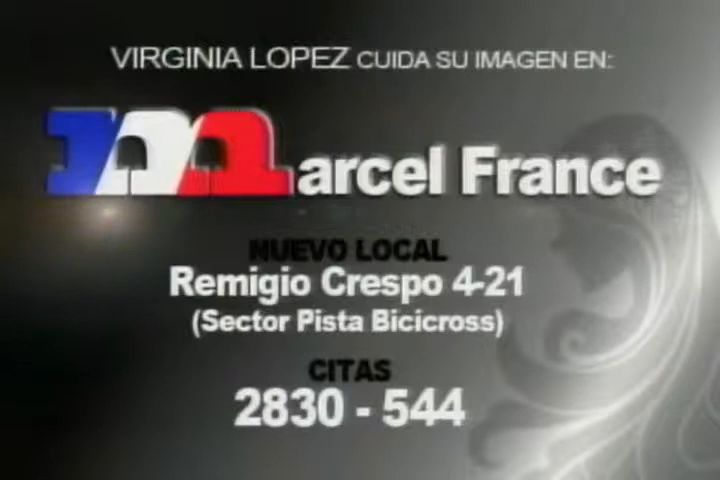 VIRGINIA LOPEZ CUIDA SU IMAGEN EN:
marcel France
NUEVO LOCAL
Remigio Crespo 4-21
(Sector Pista Bicicross)
CITAS
2830 - 544